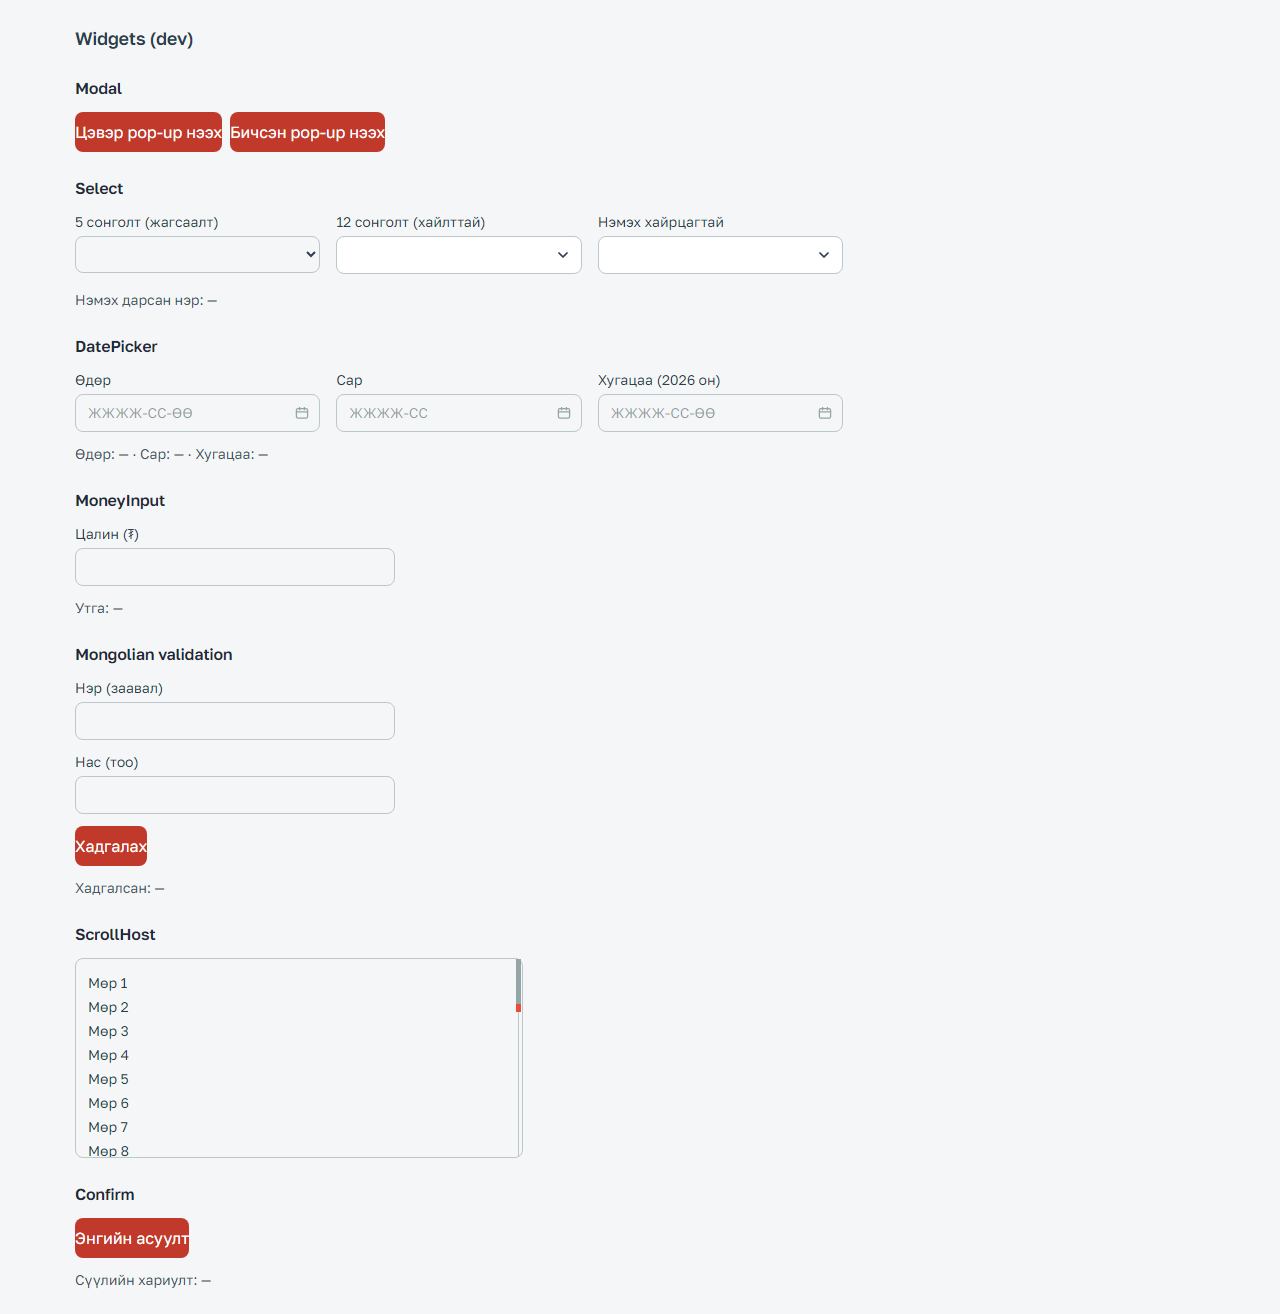 Widgets (dev)
Modal
Цэвэр pop-up нээх Бичсэн pop-up нээх
Select
5 сонголт (жагсаалт) 12 сонголт (хайлттай) Нэмэх хайрцагтай
Нэмэх дарсан нэр: —
DatePicker
Өдөр Сар Хугацаа (2026 он)
ЖЖЖЖ-СС-ӨӨ ЖЖЖЖ-СС ЖЖЖЖ-СС-ӨӨ
Өдөр: — · Сар: — · Хугацаа: —
MoneyInput
Цалин (₮)
Утга: —
Mongolian validation
Нэр (заавал)
Нас (тоо)
Хадгалах
Хадгалсан: —
ScrollHost
Мөр 1
Мөр 2
Мөр 3
Мөр 4
Мөр 5
Мөр 6
Мөр 7
Мөр 8
Confirm
Энгийн асуулт
Сүүлийн хариулт: —